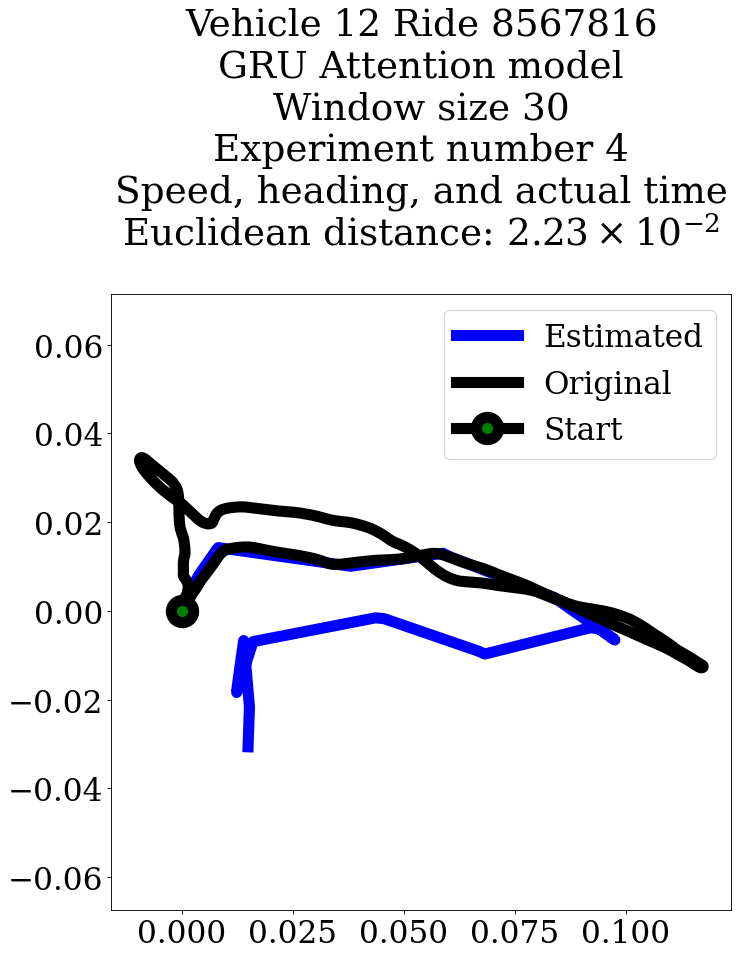 Vehicle 12 Ride 8567816
GRU Attention model
Window size 30
Experiment number 4
Speed, heading, and actual time
Euclidean distance: 2.23 × 10⁻²
Estimated
Original
Start
0.06
0.04
0.02
0.00
−0.02
−0.04
−0.06
0.000 0.025 0.050 0.075 0.100